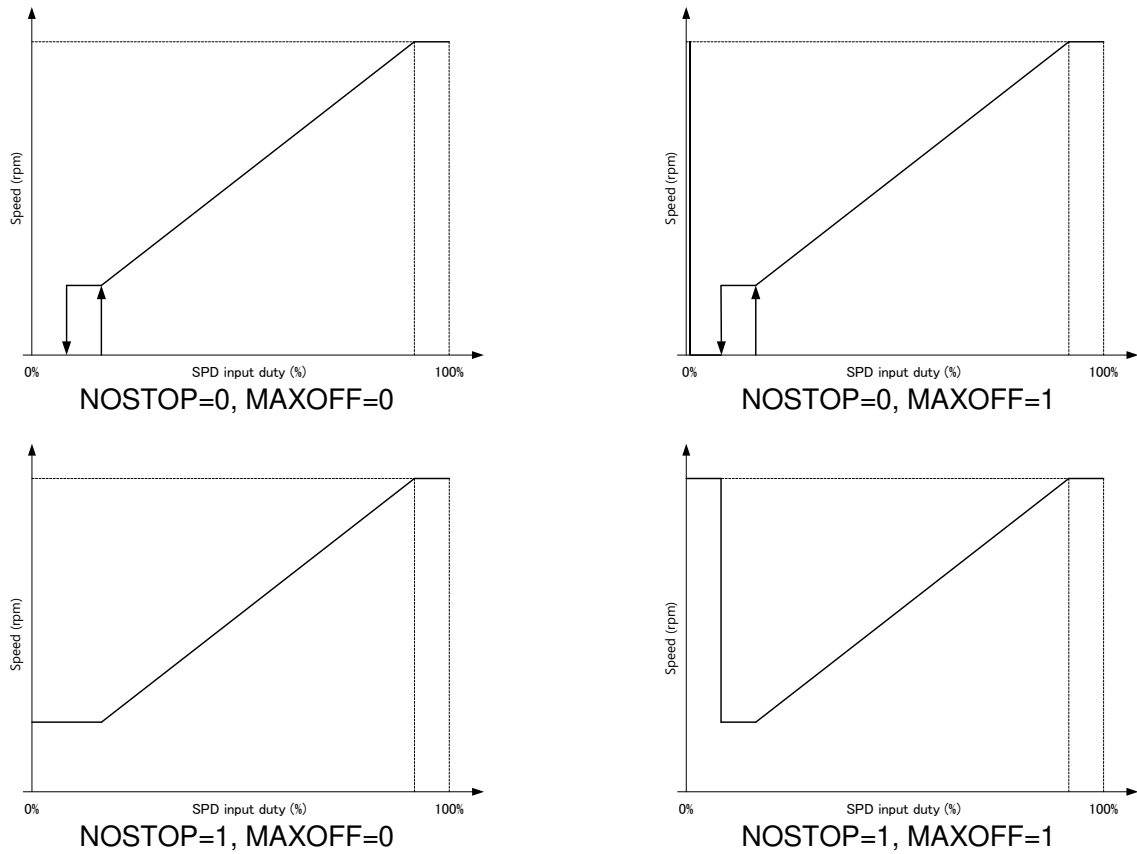 Speed (rpm)
0%
SPD input duty (%)
100%
NOSTOP=0, MAXOFF=0
Speed (rpm)
0%
SPD input duty (%)
100%
NOSTOP=0, MAXOFF=1
Speed (rpm)
0%
SPD input duty (%)
100%
NOSTOP=1, MAXOFF=0
Speed (rpm)
0%
SPD input duty (%)
100%
NOSTOP=1, MAXOFF=1